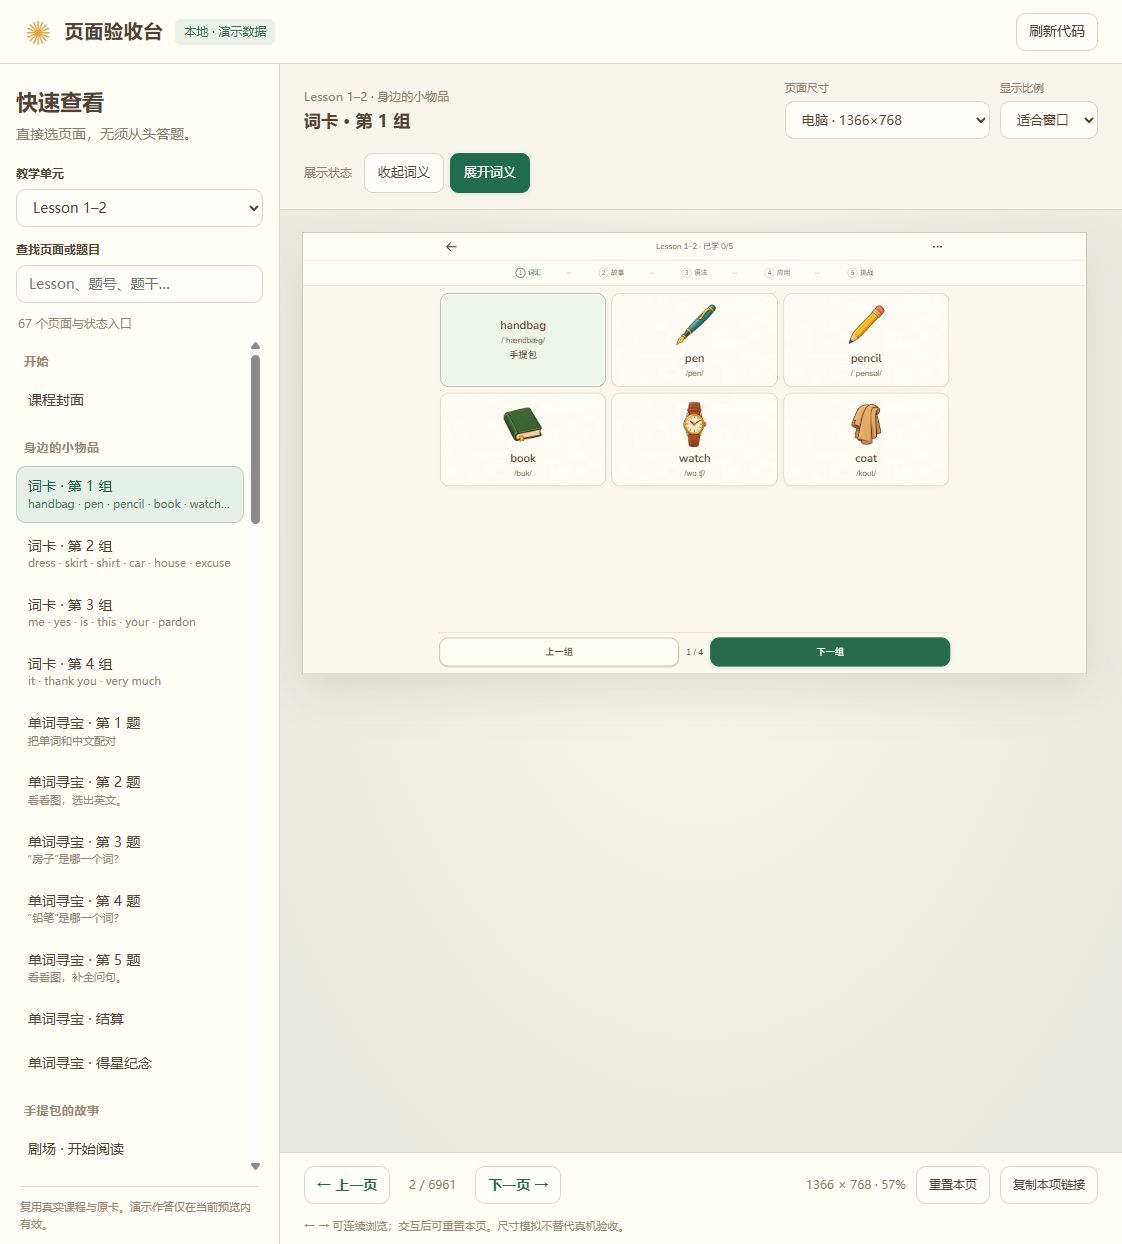 页面验收台
本地 · 演示数据
刷新代码
快速查看
直接选页面，无须从头答题。
教学单元
Lesson 1–2
查找页面或题目
Lesson、题号、题干...
67 个页面与状态入口
开始
课程封面
身边的小物品
词卡 · 第 1 组
handbag · pen · pencil · book · watch...
词卡 · 第 2 组
dress · skirt · shirt · car · house · excuse
词卡 · 第 3 组
me · yes · is · this · your · pardon
词卡 · 第 4 组
it · thank you · very much
单词寻宝 · 第 1 题
把单词和中文配对
单词寻宝 · 第 2 题
看看图，选出英文。
单词寻宝 · 第 3 题
“房子”是哪一个词？
单词寻宝 · 第 4 题
“铅笔”是哪一个词？
单词寻宝 · 第 5 题
看看图，补全问句。
单词寻宝 · 结算
单词寻宝 · 得星纪念
手提包的故事
剧场 · 开始阅读
复用真实课程与原卡。演示作答仅在当前预览内
有效。
Lesson 1–2 · 身边的小物品
词卡 • 第 1 组
页面尺寸
电脑 · 1366×768
显示比例
适合窗口
展示状态
收起词义
展开词义
←
Lesson 1–2 · 已学 0/5
···
1 词汇 — 2 故事 — 3 语法 — 4 应用 — 5 挑战
handbag
/ˈhændbæg/
手提包
pen
/pen/
pencil
/ˈpensəl/
book
/bʊk/
watch
/wɑːtʃ/
coat
/koʊt/
上一组
1 / 4
下一组
← 上一页
2 / 6961
下一页 →
1366 × 768 · 57%
重置本页
复制本项链接
← → 可连续浏览；交互后可重置本页。尺寸模拟不替代真机验收。